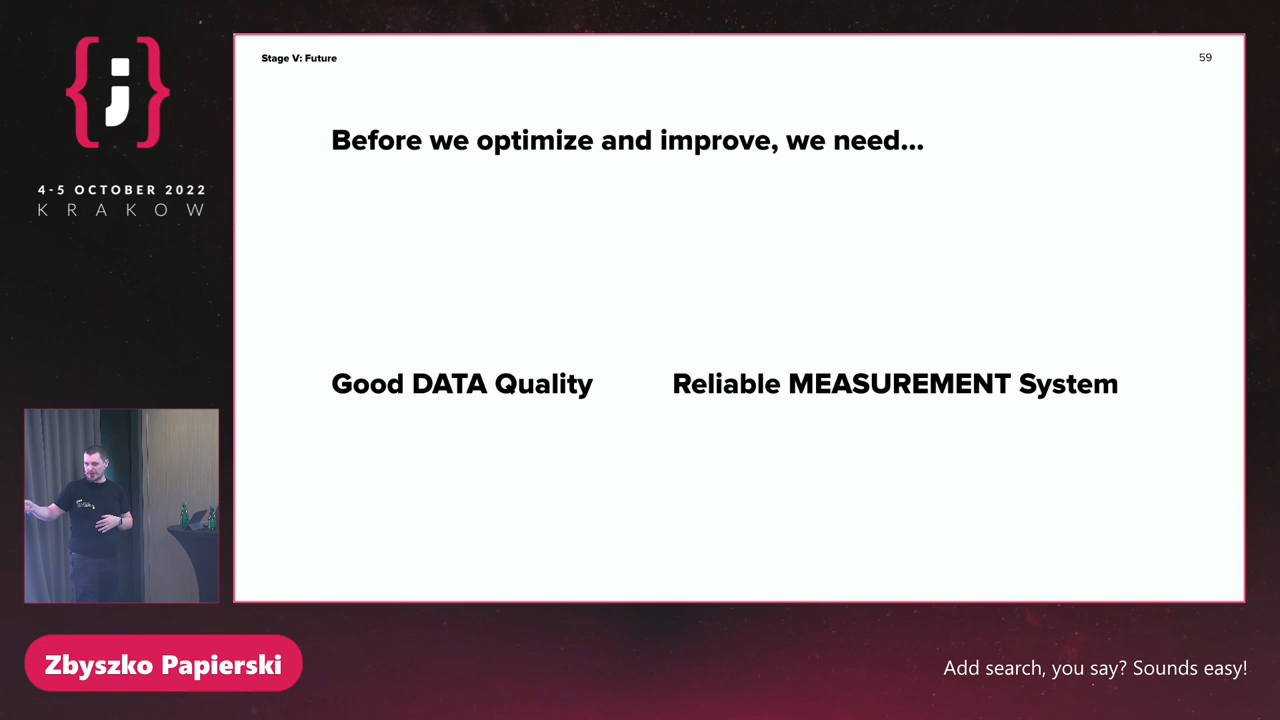 4-5 OCTOBER 2022
KRAKOW
Stage V: Future
59
Before we optimize and improve, we need...
Good DATA Quality
Reliable MEASUREMENT System
Zbyszko Papierski
Add search, you say? Sounds easy!